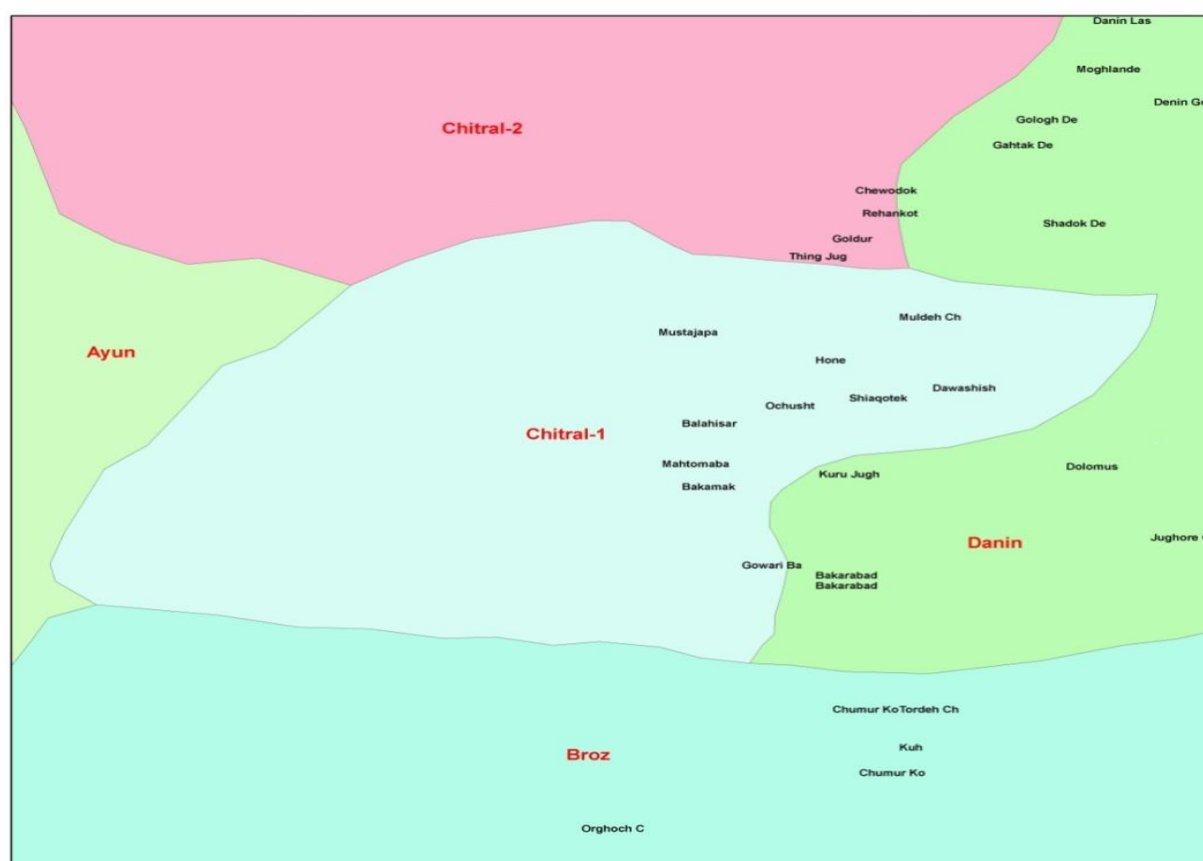 Danin Las
Moghlande
Denin Ge
Gologh De
Chitral-2
Gahtak De
Chewodok
Rehankot
Shadok De
Goldur
Thing Jug
Muldeh Ch
Mustajapa
Ayun
Hone
Dawashish
Shiaqotek
Ochusht
Balahisar
Chitral-1
Mahtomaba
Dolomus
Kuru Jugh
Bakamak
Jughore
Danin
Gowari Ba
Bakarabad
Bakarabad
Chumur KoTordeh Ch
Kuh
Broz
Chumur Ko
Orghoch C